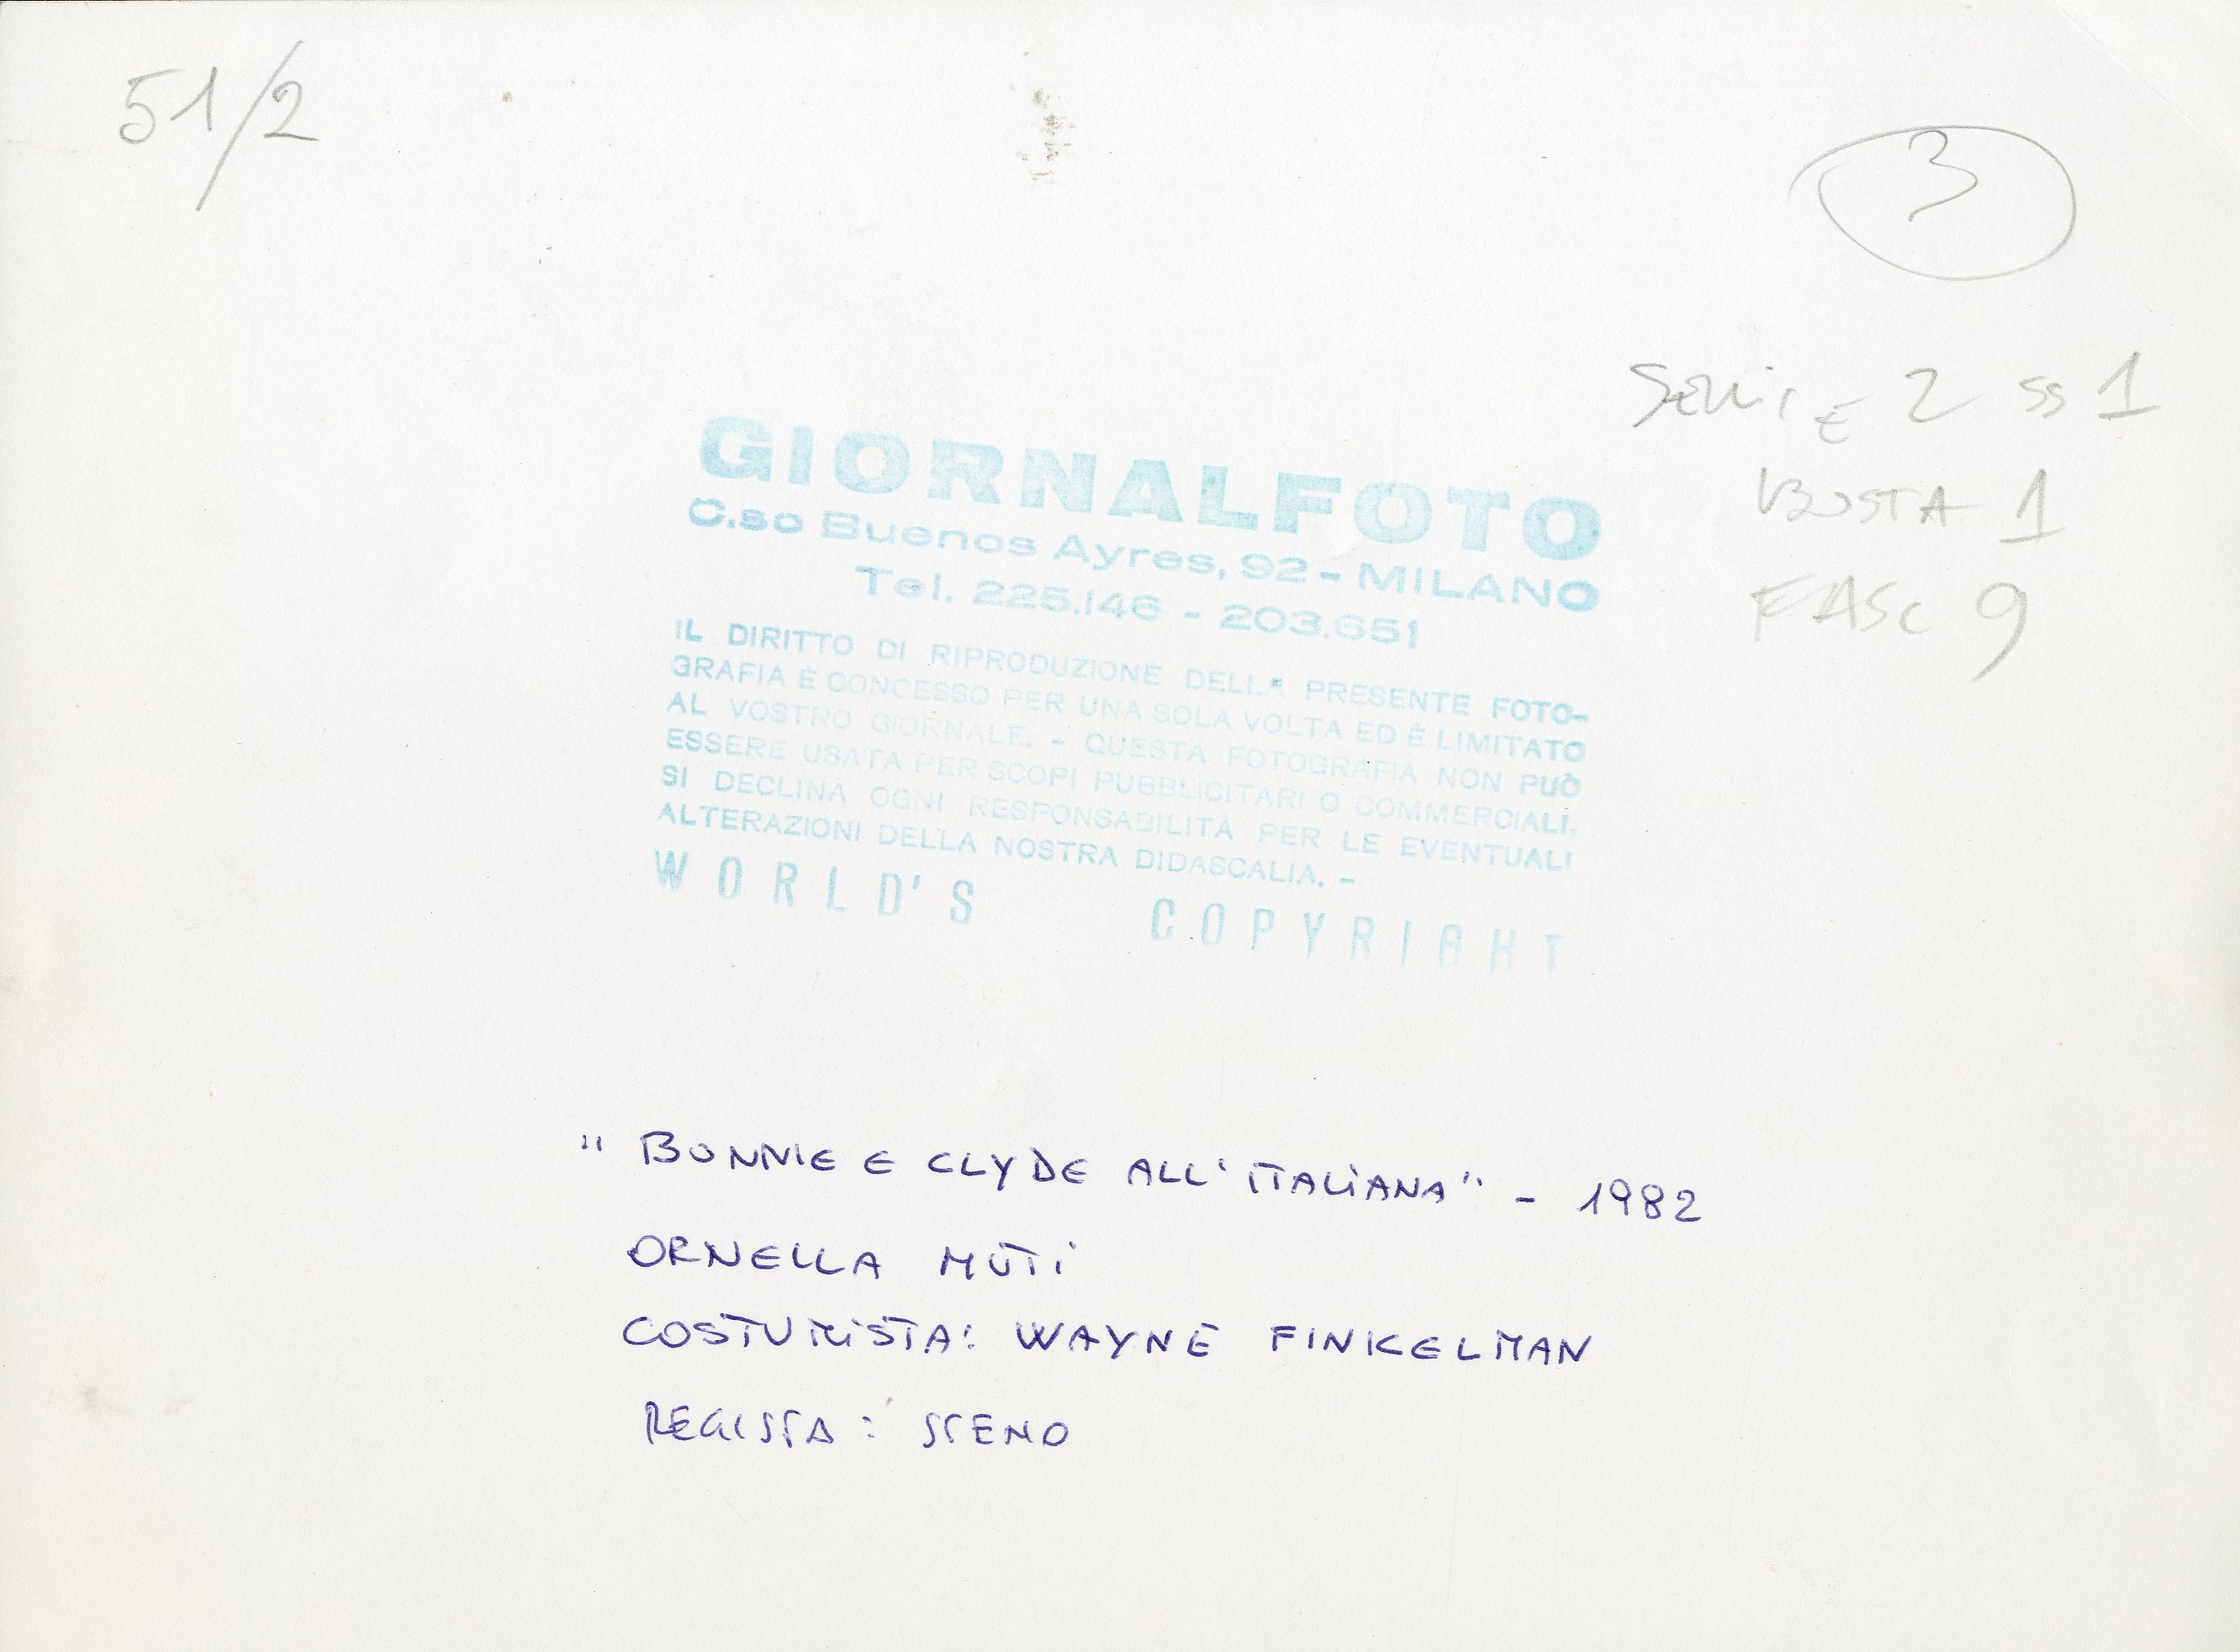 51/2
3
SERIE 2 SS 1
BUSTA 1
FASC 9
GIORNALFOTO
C.so Buenos Ayres, 92 - MILANO
Tel. 225.146 - 203.651
IL DIRITTO DI RIPRODUZIONE DELLA PRESENTE FOTO-
GRAFIA È CONCESSO PER UNA SOLA VOLTA ED È LIMITATO
AL VOSTRO GIORNALE. - QUESTA FOTOGRAFIA NON PUÒ
ESSERE USATA PER SCOPI PUBBLICITARI O COMMERCIALI.
SI DECLINA OGNI RESPONSABILITÀ PER LE EVENTUALI
ALTERAZIONI DELLA NOSTRA DIDASCALIA. -
WORLD'S COPYRIGHT
" BONNIE E CLYDE ALL'ITALIANA" - 1982
ORNELLA MUTI
COSTUMISTA: WAYNE FINKELMAN
REGISTA: STENO